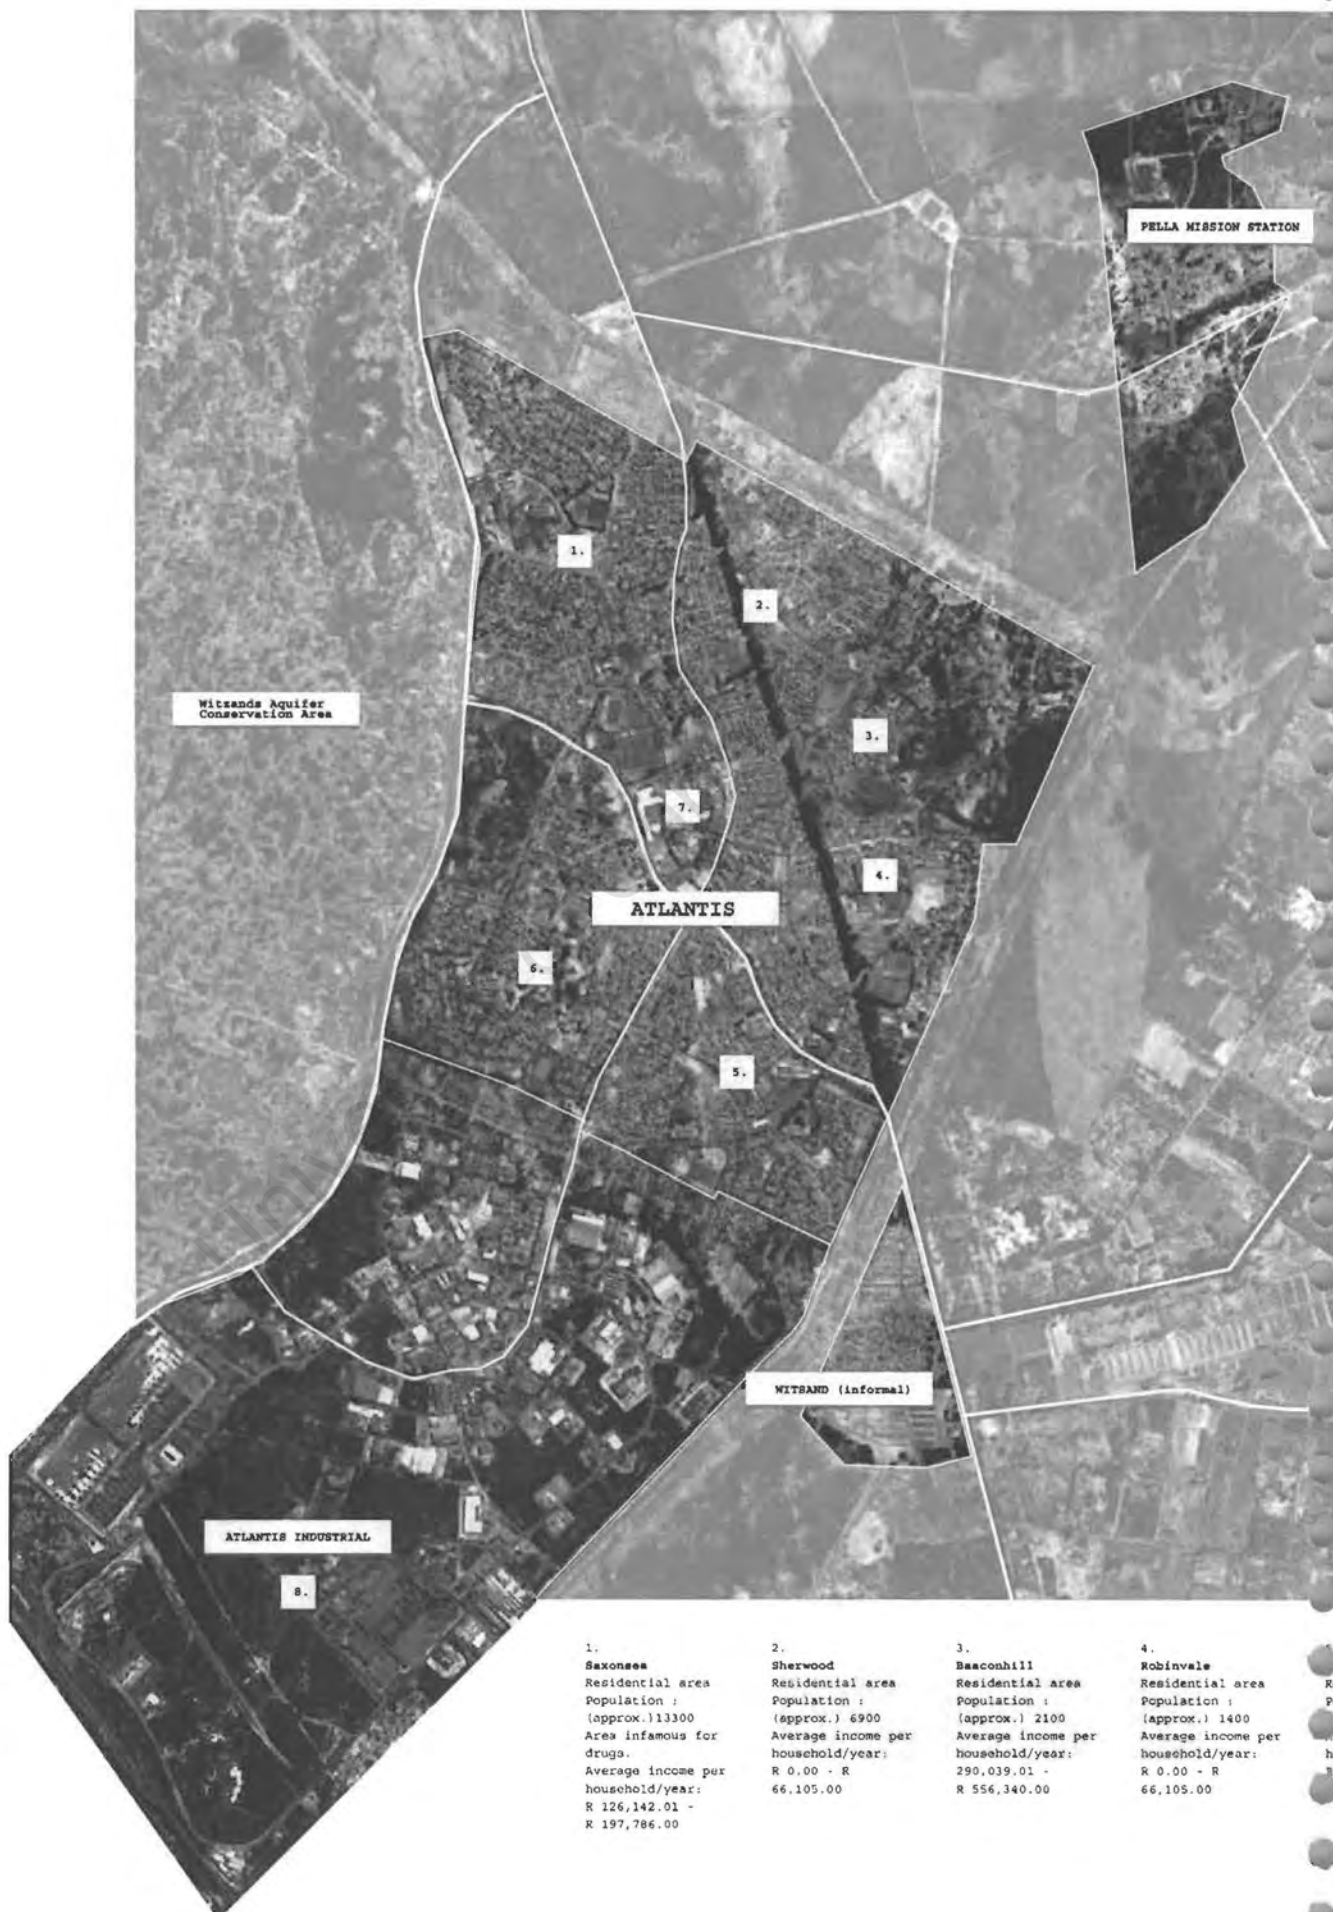 PELLA MISSION STATION
1.
2.
Witzands Aquifer
Conservation Area
3.
7.
4.
ATLANTIS
6.
5.
WITSAND (informal)
ATLANTIS INDUSTRIAL
8.
1.
Saxonsea
Residential area
Population :
(approx.)13300
Area infamous for
drugs.
Average income per
household/year:
R 126,142.01 -
R 197,786.00
2.
Sherwood
Residential area
Population :
(approx.) 6900
Average income per
household/year:
R 0.00 - R
66,105.00
3.
Beaconhill
Residential area
Population :
(approx.) 2100
Average income per
household/year:
290,039.01 -
R 556,340.00
4.
Robinvale
Residential area
Population :
(approx.) 1400
Average income per
household/year:
R 0.00 - R
66,105.00